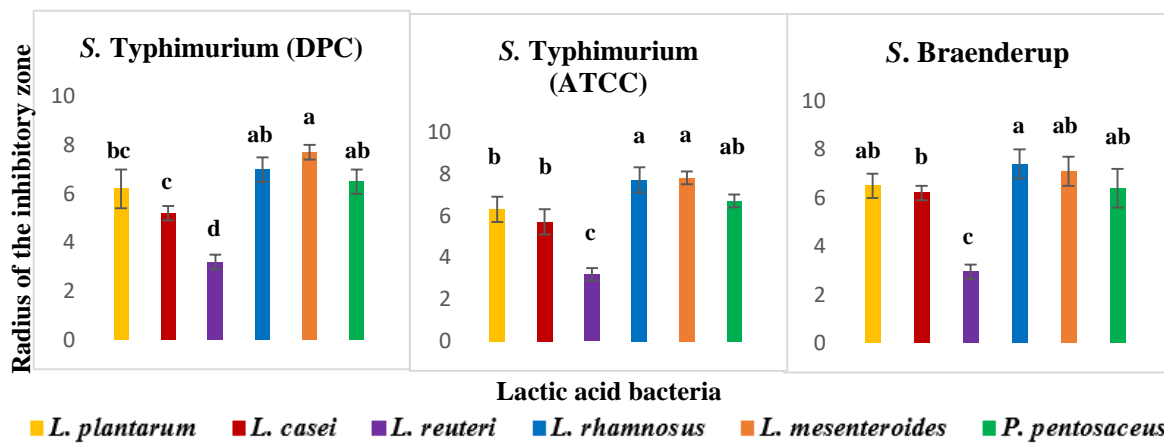 Radius of the inhibitory zone
S. Typhimurium (DPC)
10
8
6
4
2
0
bc
c
d
ab
a
ab
S. Typhimurium
(ATCC)
10
8
6
4
2
0
b
b
c
a
a
ab
S. Braenderup
10
8
6
4
2
0
ab
b
c
a
ab
ab
Lactic acid bacteria
L. plantarum L. casei L. reuteri L. rhamnosus L. mesenteroides P. pentosaceus